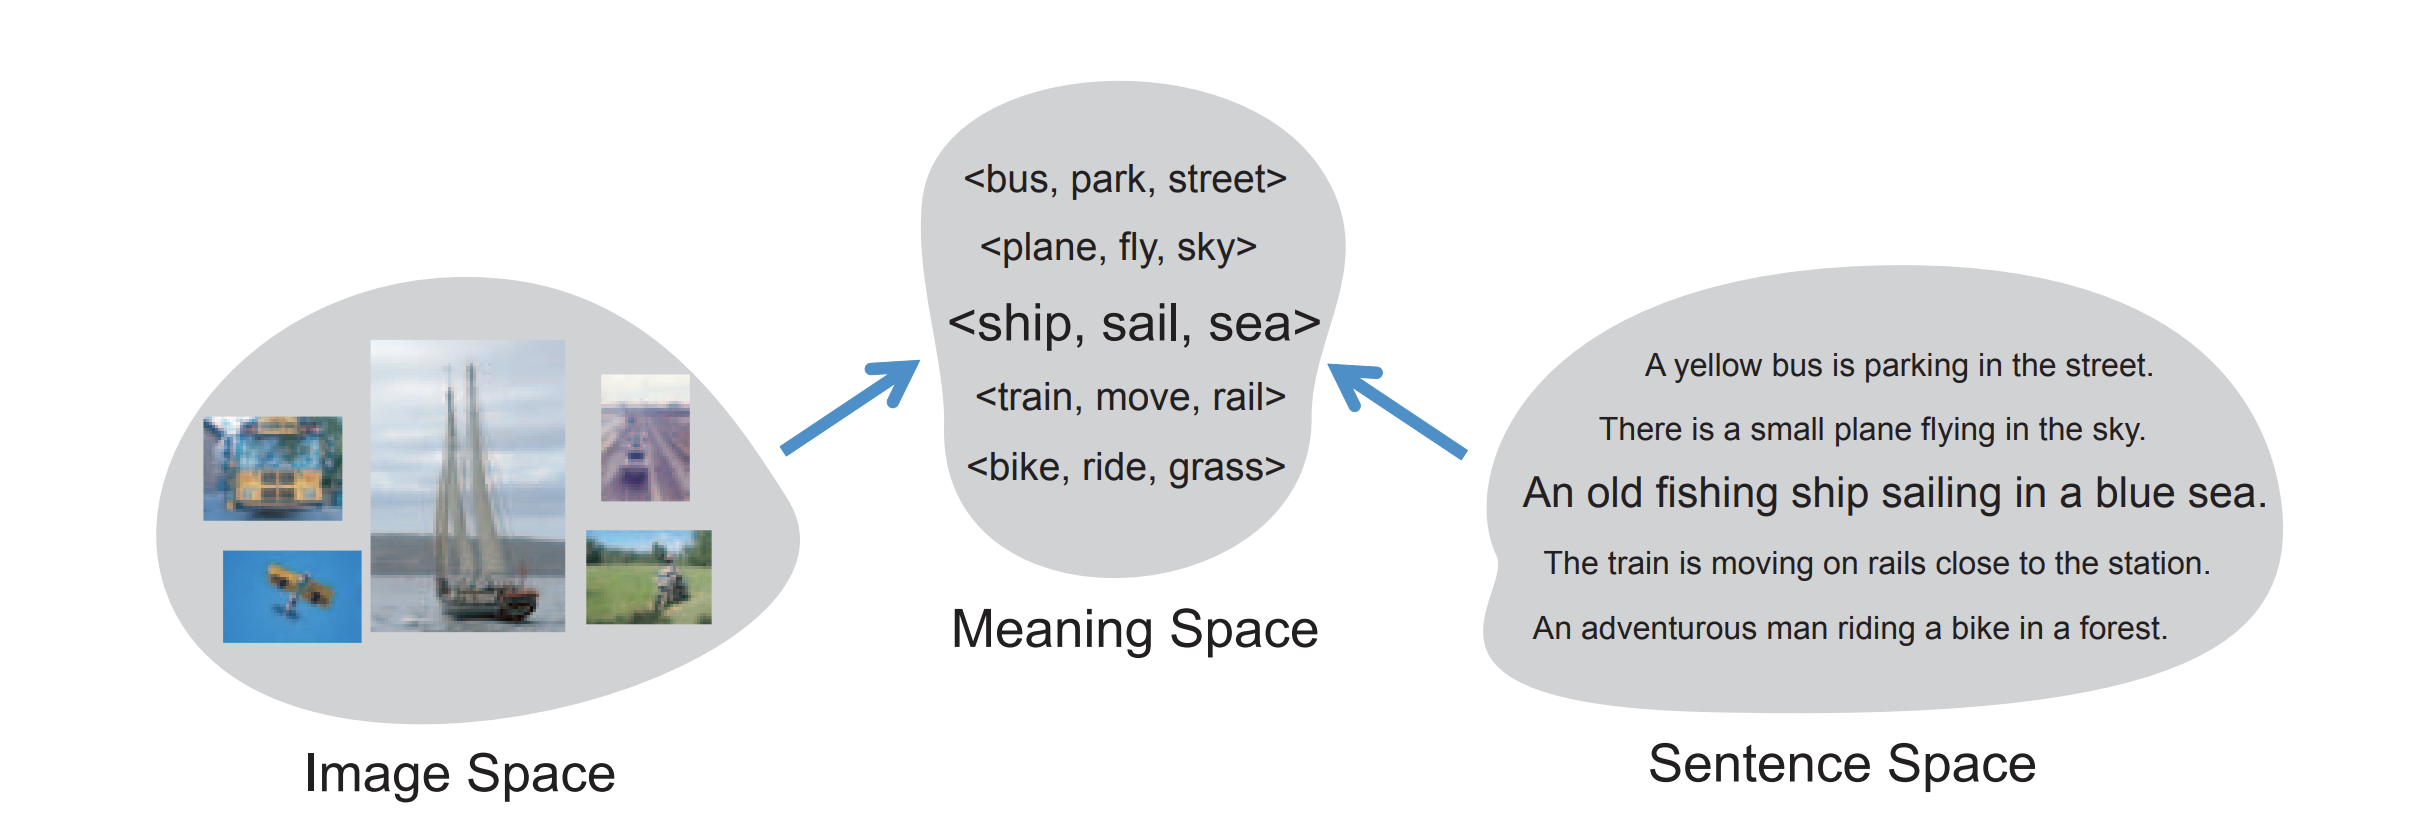 <bus, park, street>
<plane, fly, sky>
<ship, sail, sea>
<train, move, rail>
<bike, ride, grass>
Meaning Space
Image Space
A yellow bus is parking in the street.
There is a small plane flying in the sky.
An old fishing ship sailing in a blue sea.
The train is moving on rails close to the station.
An adventurous man riding a bike in a forest.
Sentence Space